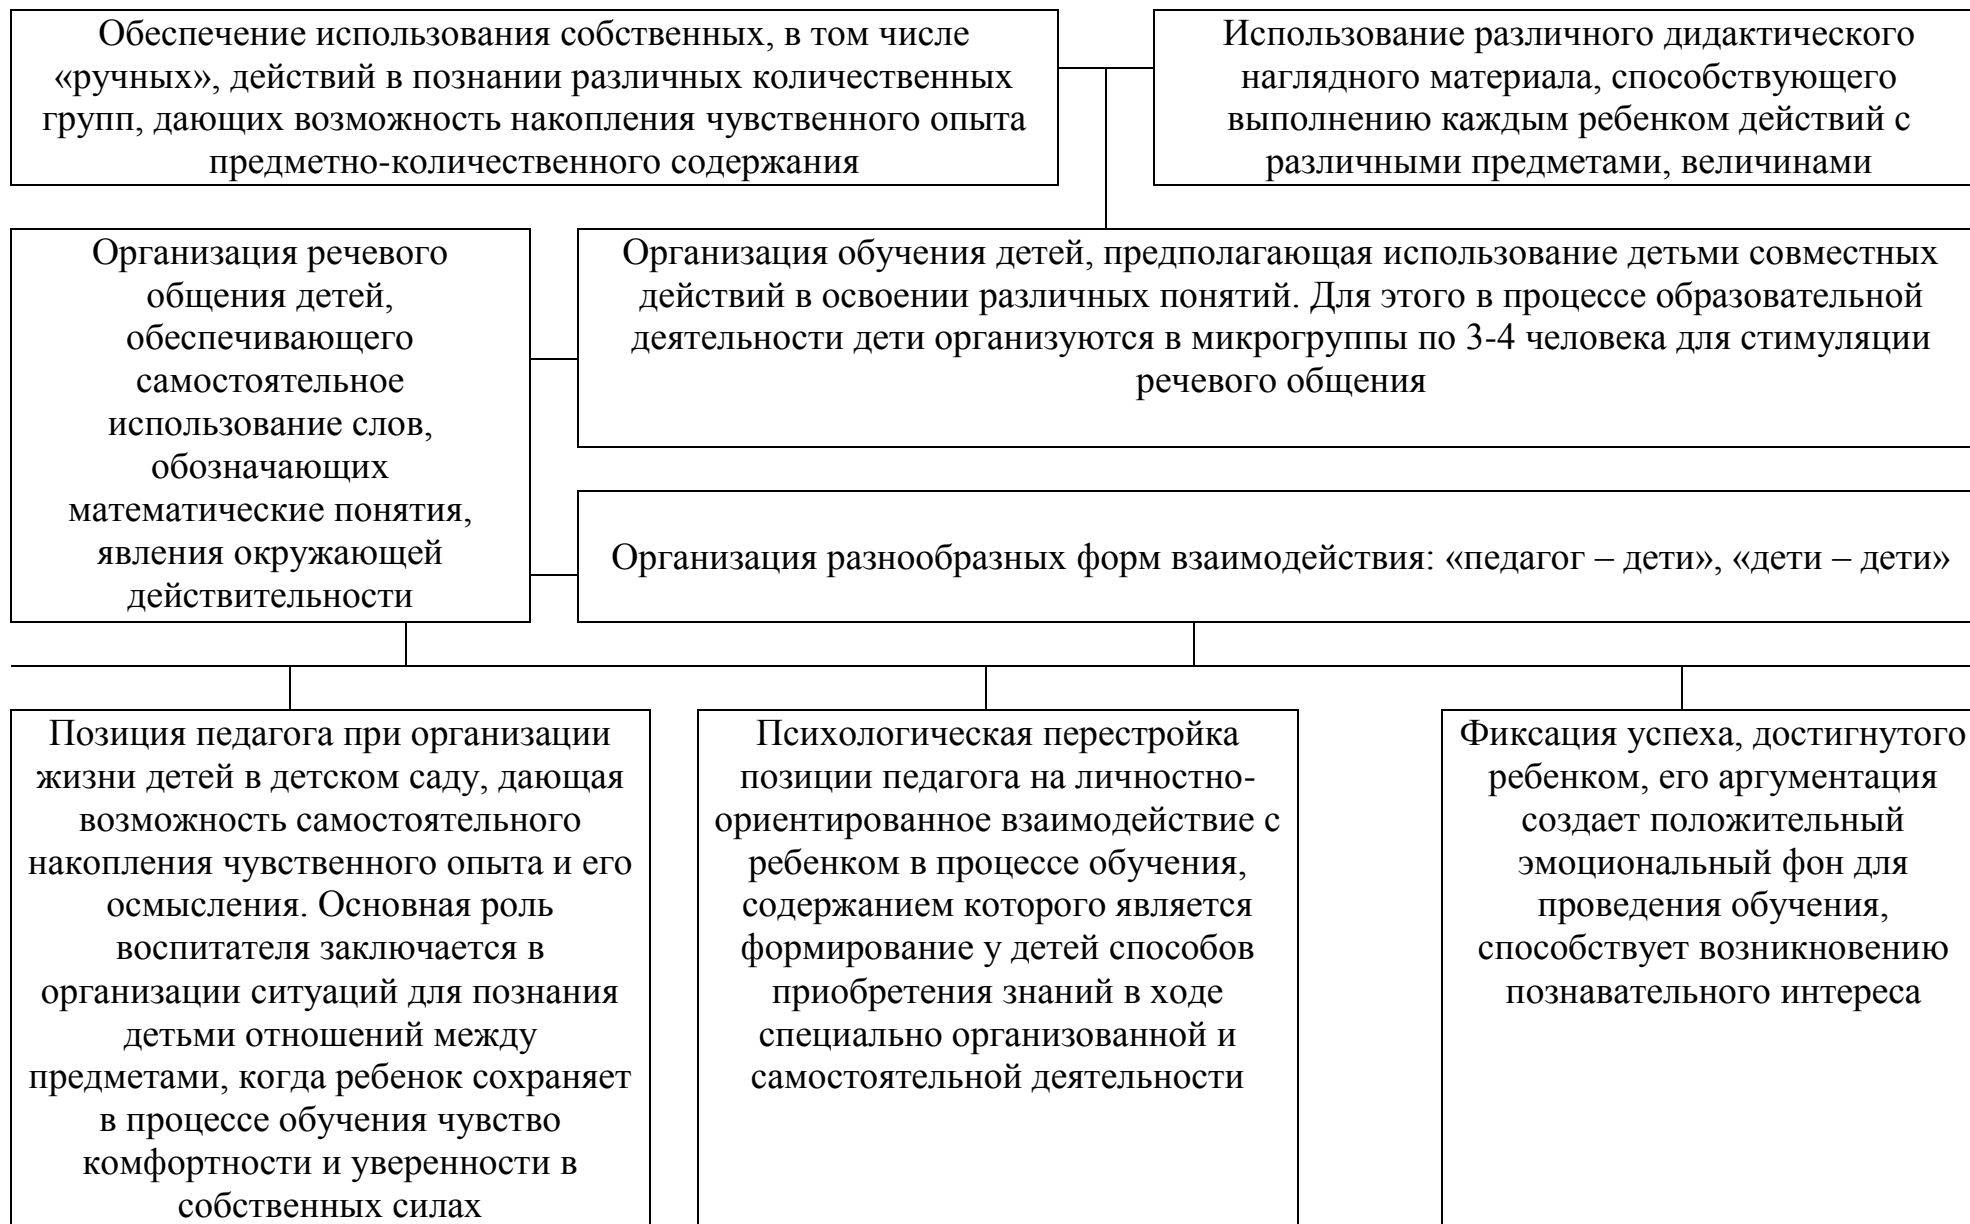 Обеспечение использования собственных, в том числе
«ручных», действий в познании различных количественных
групп, дающих возможность накопления чувственного опыта
предметно-количественного содержания
Использование различного дидактического
наглядного материала, способствующего
выполнению каждым ребенком действий с
различными предметами, величинами
Организация речевого
общения детей,
обеспечивающего
самостоятельное
использование слов,
обозначающих
математические понятия,
явления окружающей
действительности
Организация обучения детей, предполагающая использование детьми совместных
действий в освоении различных понятий. Для этого в процессе образовательной
деятельности дети организуются в микрогруппы по 3-4 человека для стимуляции
речевого общения
Организация разнообразных форм взаимодействия: «педагог – дети», «дети – дети»
Позиция педагога при организации
жизни детей в детском саду, дающая
возможность самостоятельного
накопления чувственного опыта и его
осмысления. Основная роль
воспитателя заключается в
организации ситуаций для познания
детьми отношений между
предметами, когда ребенок сохраняет
в процессе обучения чувство
комфортности и уверенности в
собственных силах
Психологическая перестройка
позиции педагога на личностно-
ориентированное взаимодействие с
ребенком в процессе обучения,
содержанием которого является
формирование у детей способов
приобретения знаний в ходе
специально организованной и
самостоятельной деятельности
Фиксация успеха, достигнутого
ребенком, его аргументация
создает положительный
эмоциональный фон для
проведения обучения,
способствует возникновению
познавательного интереса